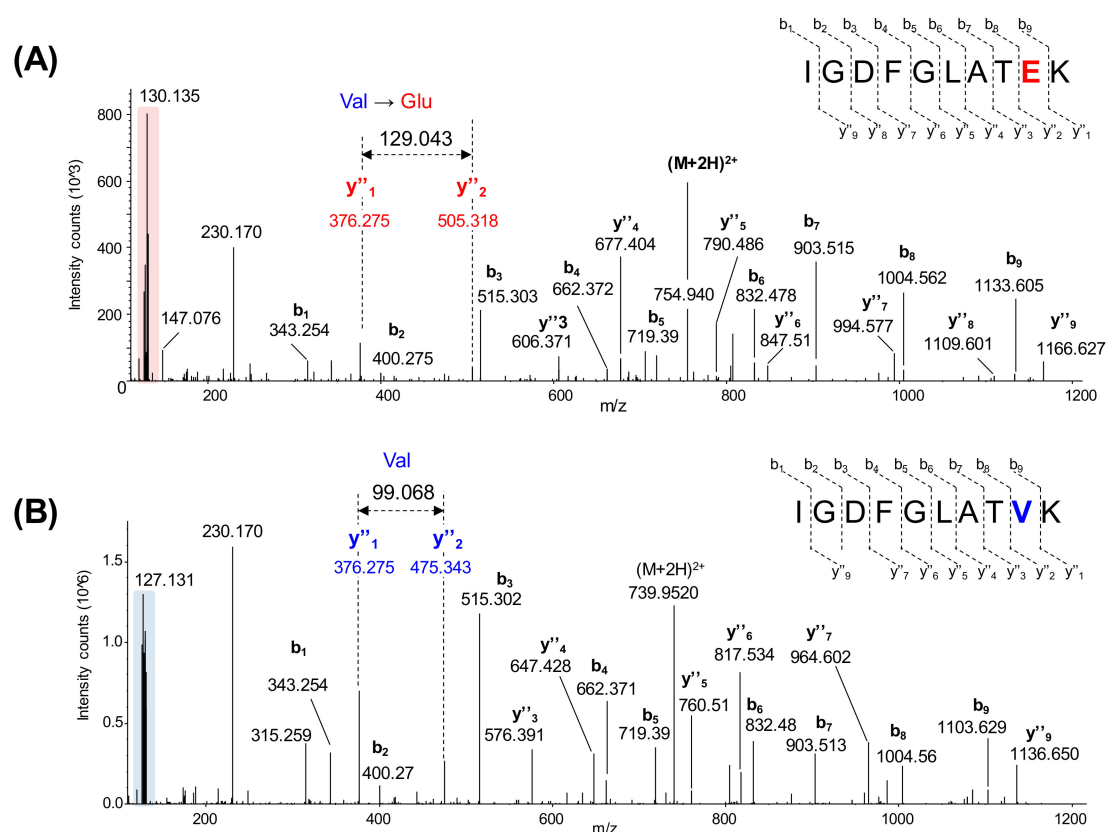 (A)
b1 b2 b3 b4 b5 b6 b7 b8 b9
IGDFGLATEK
y''9 y''8 y''7 y''6 y''5 y''4 y''3 y''2 y''1
Val → Glu
129.043
y''1
376.275
y''2
505.318
130.135
147.076
230.170
b1
343.254
b2
400.275
b3
515.303
y''3
606.371
b4
662.372
y''4
677.404
b5
719.39
(M+2H)2+
754.940
y''5
790.486
b6
832.478
y''6
847.51
b7
903.515
y''7
994.577
b8
1004.562
y''8
1109.601
b9
1133.605
y''9
1166.627
Intensity counts (10^3)
800
600
400
200
0
200 400 600 800 1000 1200
m/z
(B)
b1 b2 b3 b4 b5 b6 b7 b8 b9
IGDFGLATVK
y''9 y''7 y''6 y''5 y''4 y''3 y''2 y''1
Val
99.068
y''1
376.275
y''2
475.343
127.131
230.170
315.259
b1
343.254
b2
400.27
b3
515.302
y''3
576.391
y''4
647.428
b4
662.371
b5
719.39
(M+2H)2+
739.9520
y''5
760.51
y''6
817.534
b6
832.48
b7
903.513
y''7
964.602
b8
1004.56
b9
1103.629
y''9
1136.650
Intensity counts (10^6)
1.5
1.0
0.5
0.0
200 400 600 800 1000 1200
m/z